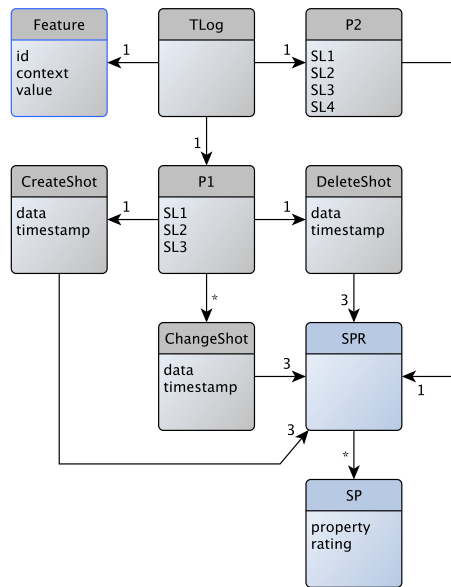 Feature
id
context
value
1
TLog
1
P2
SL1
SL2
SL3
SL4
1
CreateShot
data
timestamp
1
P1
SL1
SL2
SL3
1
DeleteShot
data
timestamp
*
3
ChangeShot
data
timestamp
3
SPR
1
3
*
SP
property
rating